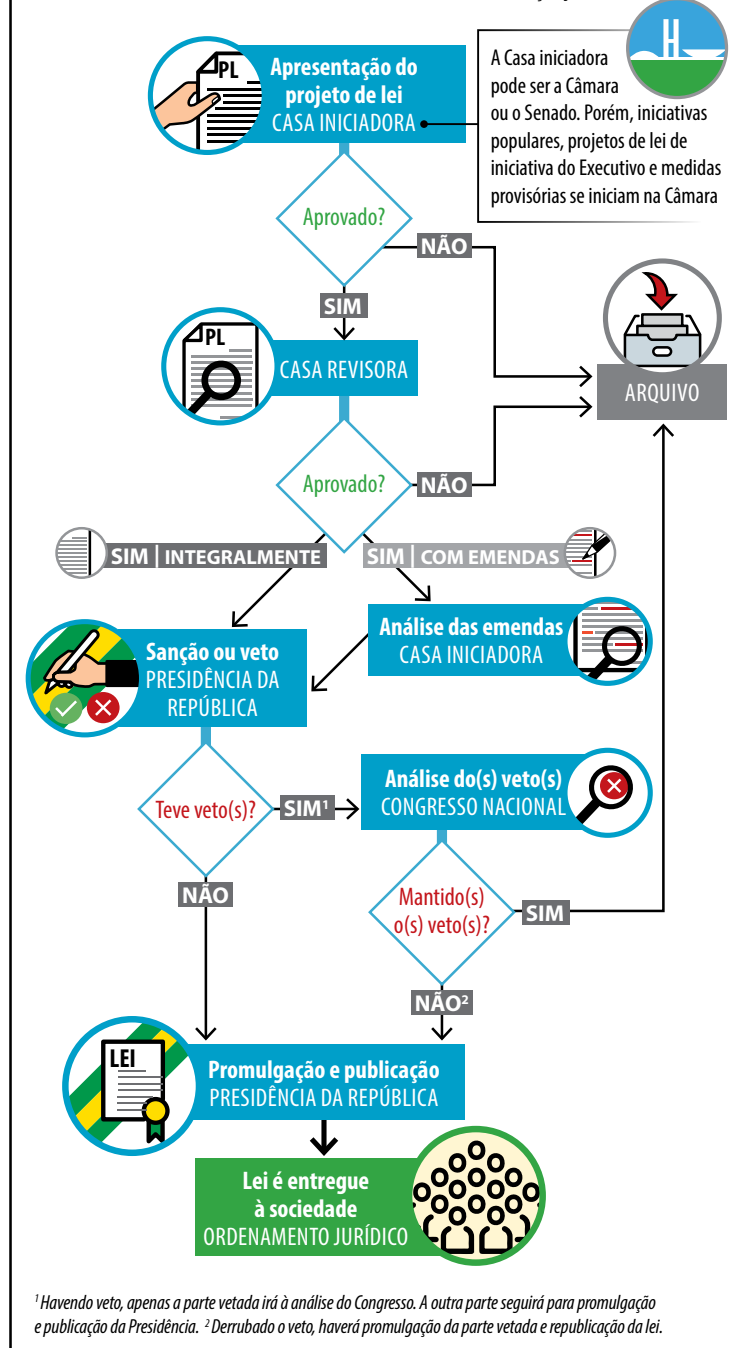 PL
Apresentação do
projeto de lei
CASA INICIADORA
A Casa iniciadora
pode ser a Câmara
ou o Senado. Porém, iniciativas
populares, projetos de lei de
iniciativa do Executivo e medidas
provisórias se iniciam na Câmara
Aprovado?
NÃO
SIM
PL
CASA REVISORA
ARQUIVO
Aprovado?
NÃO
SIM | INTEGRALMENTE
SIM | COM EMENDAS
Análise das emendas
CASA INICIADORA
Sanção ou veto
PRESIDÊNCIA DA
REPÚBLICA
Análise do(s) veto(s)
CONGRESSO NACIONAL
Teve veto(s)?
SIM¹
NÃO
Mantido(s)
o(s) veto(s)?
SIM
NÃO²
LEI
Promulgação e publicação
PRESIDÊNCIA DA REPÚBLICA
Lei é entregue
à sociedade
ORDENAMENTO JURÍDICO
¹ Havendo veto, apenas a parte vetada irá à análise do Congresso. A outra parte seguirá para promulgação
e publicação da Presidência. ² Derrubado o veto, haverá promulgação da parte vetada e republicação da lei.